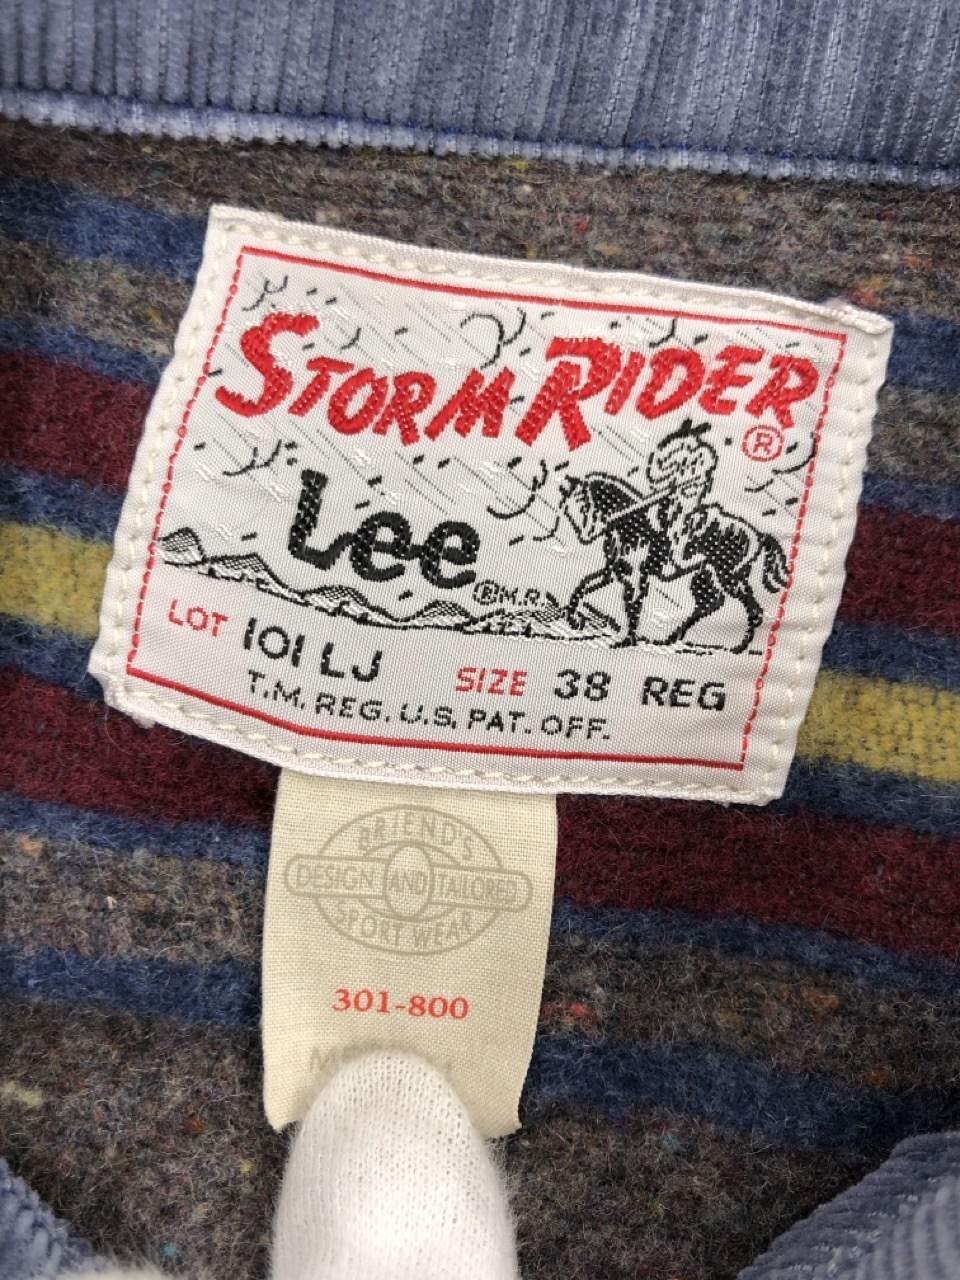 STORM RIDER ®
Lee ® M.R.
LOT 101 LJ SIZE 38 REG
T.M. REG. U.S. PAT. OFF.
BRIEND'S
DESIGN AND TAILORED
SPORT WEAR
301-800